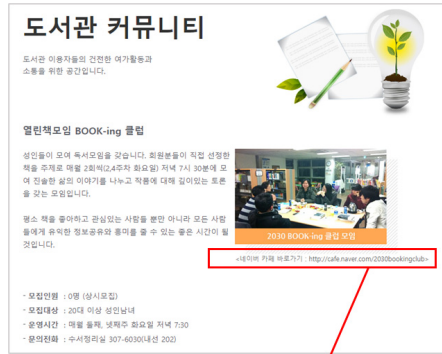 도서관 커뮤니티
도서관 이용자들의 건전한 여가활동과
소통을 위한 공간입니다.
열린책모임 BOOK-ing 클럽
성인들이 모여 독서모임을 갖습니다. 회원분들이 직접 선정한
책을 주제로 매월 2회씩(2,4주차 화요일) 저녁 7시 30분에 모
여 진솔한 삶의 이야기를 나누고 작품에 대해 깊이있는 토론
을 갖는 모임입니다.
평소 책을 좋아하고 관심있는 사람들 뿐만 아니라 모든 사람
들에게 유익한 정보공유와 흥미를 줄 수 있는 좋은 시간이 될
것입니다.
2030 BOOK-ing 클럽 모임
<네이버 카페 바로가기 : http://cafe.naver.com/2030bookingclub>
- 모집인원 : 0명 (상시모집)
- 모집대상 : 20대 이상 성인남녀
- 운영시간 : 매월 둘째, 넷째주 화요일 저녁 7:30
- 문의전화 : 수서정리실 307-6030(내선 202)